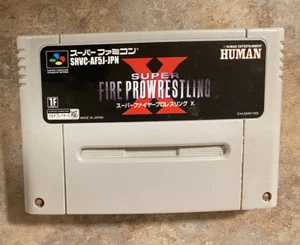 スーパーファミコン
SHVC-AF5J-JPN
HUMAN ENTERTAINMENT
HUMAN
X
SUPER
FIRE PROWRESTLING
スーパーファイヤープロレスリング X
MADE IN JAPAN